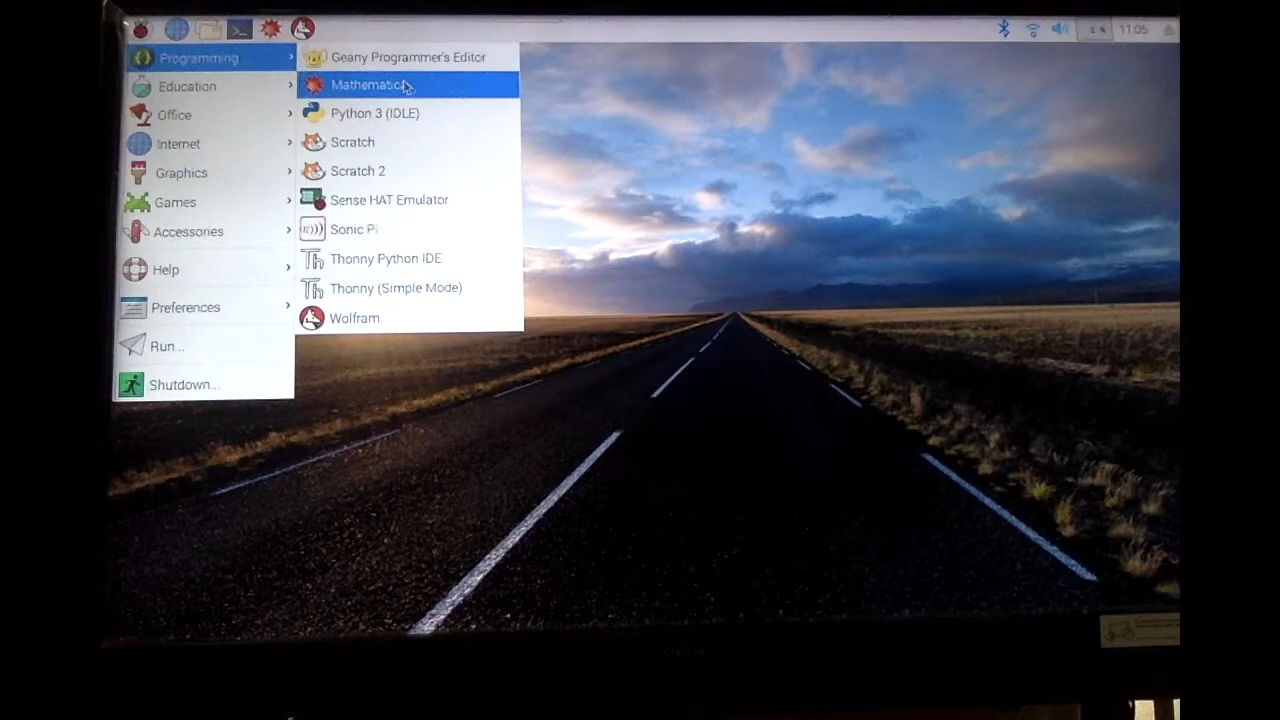 11:05
Programming
Education
Office
Internet
Graphics
Games
Accessories
Help
Preferences
Run...
Shutdown...
Geany Programmer's Editor
Mathematica
Python 3 (IDLE)
Scratch
Scratch 2
Sense HAT Emulator
Sonic Pi
Thonny Python IDE
Thonny (Simple Mode)
Wolfram